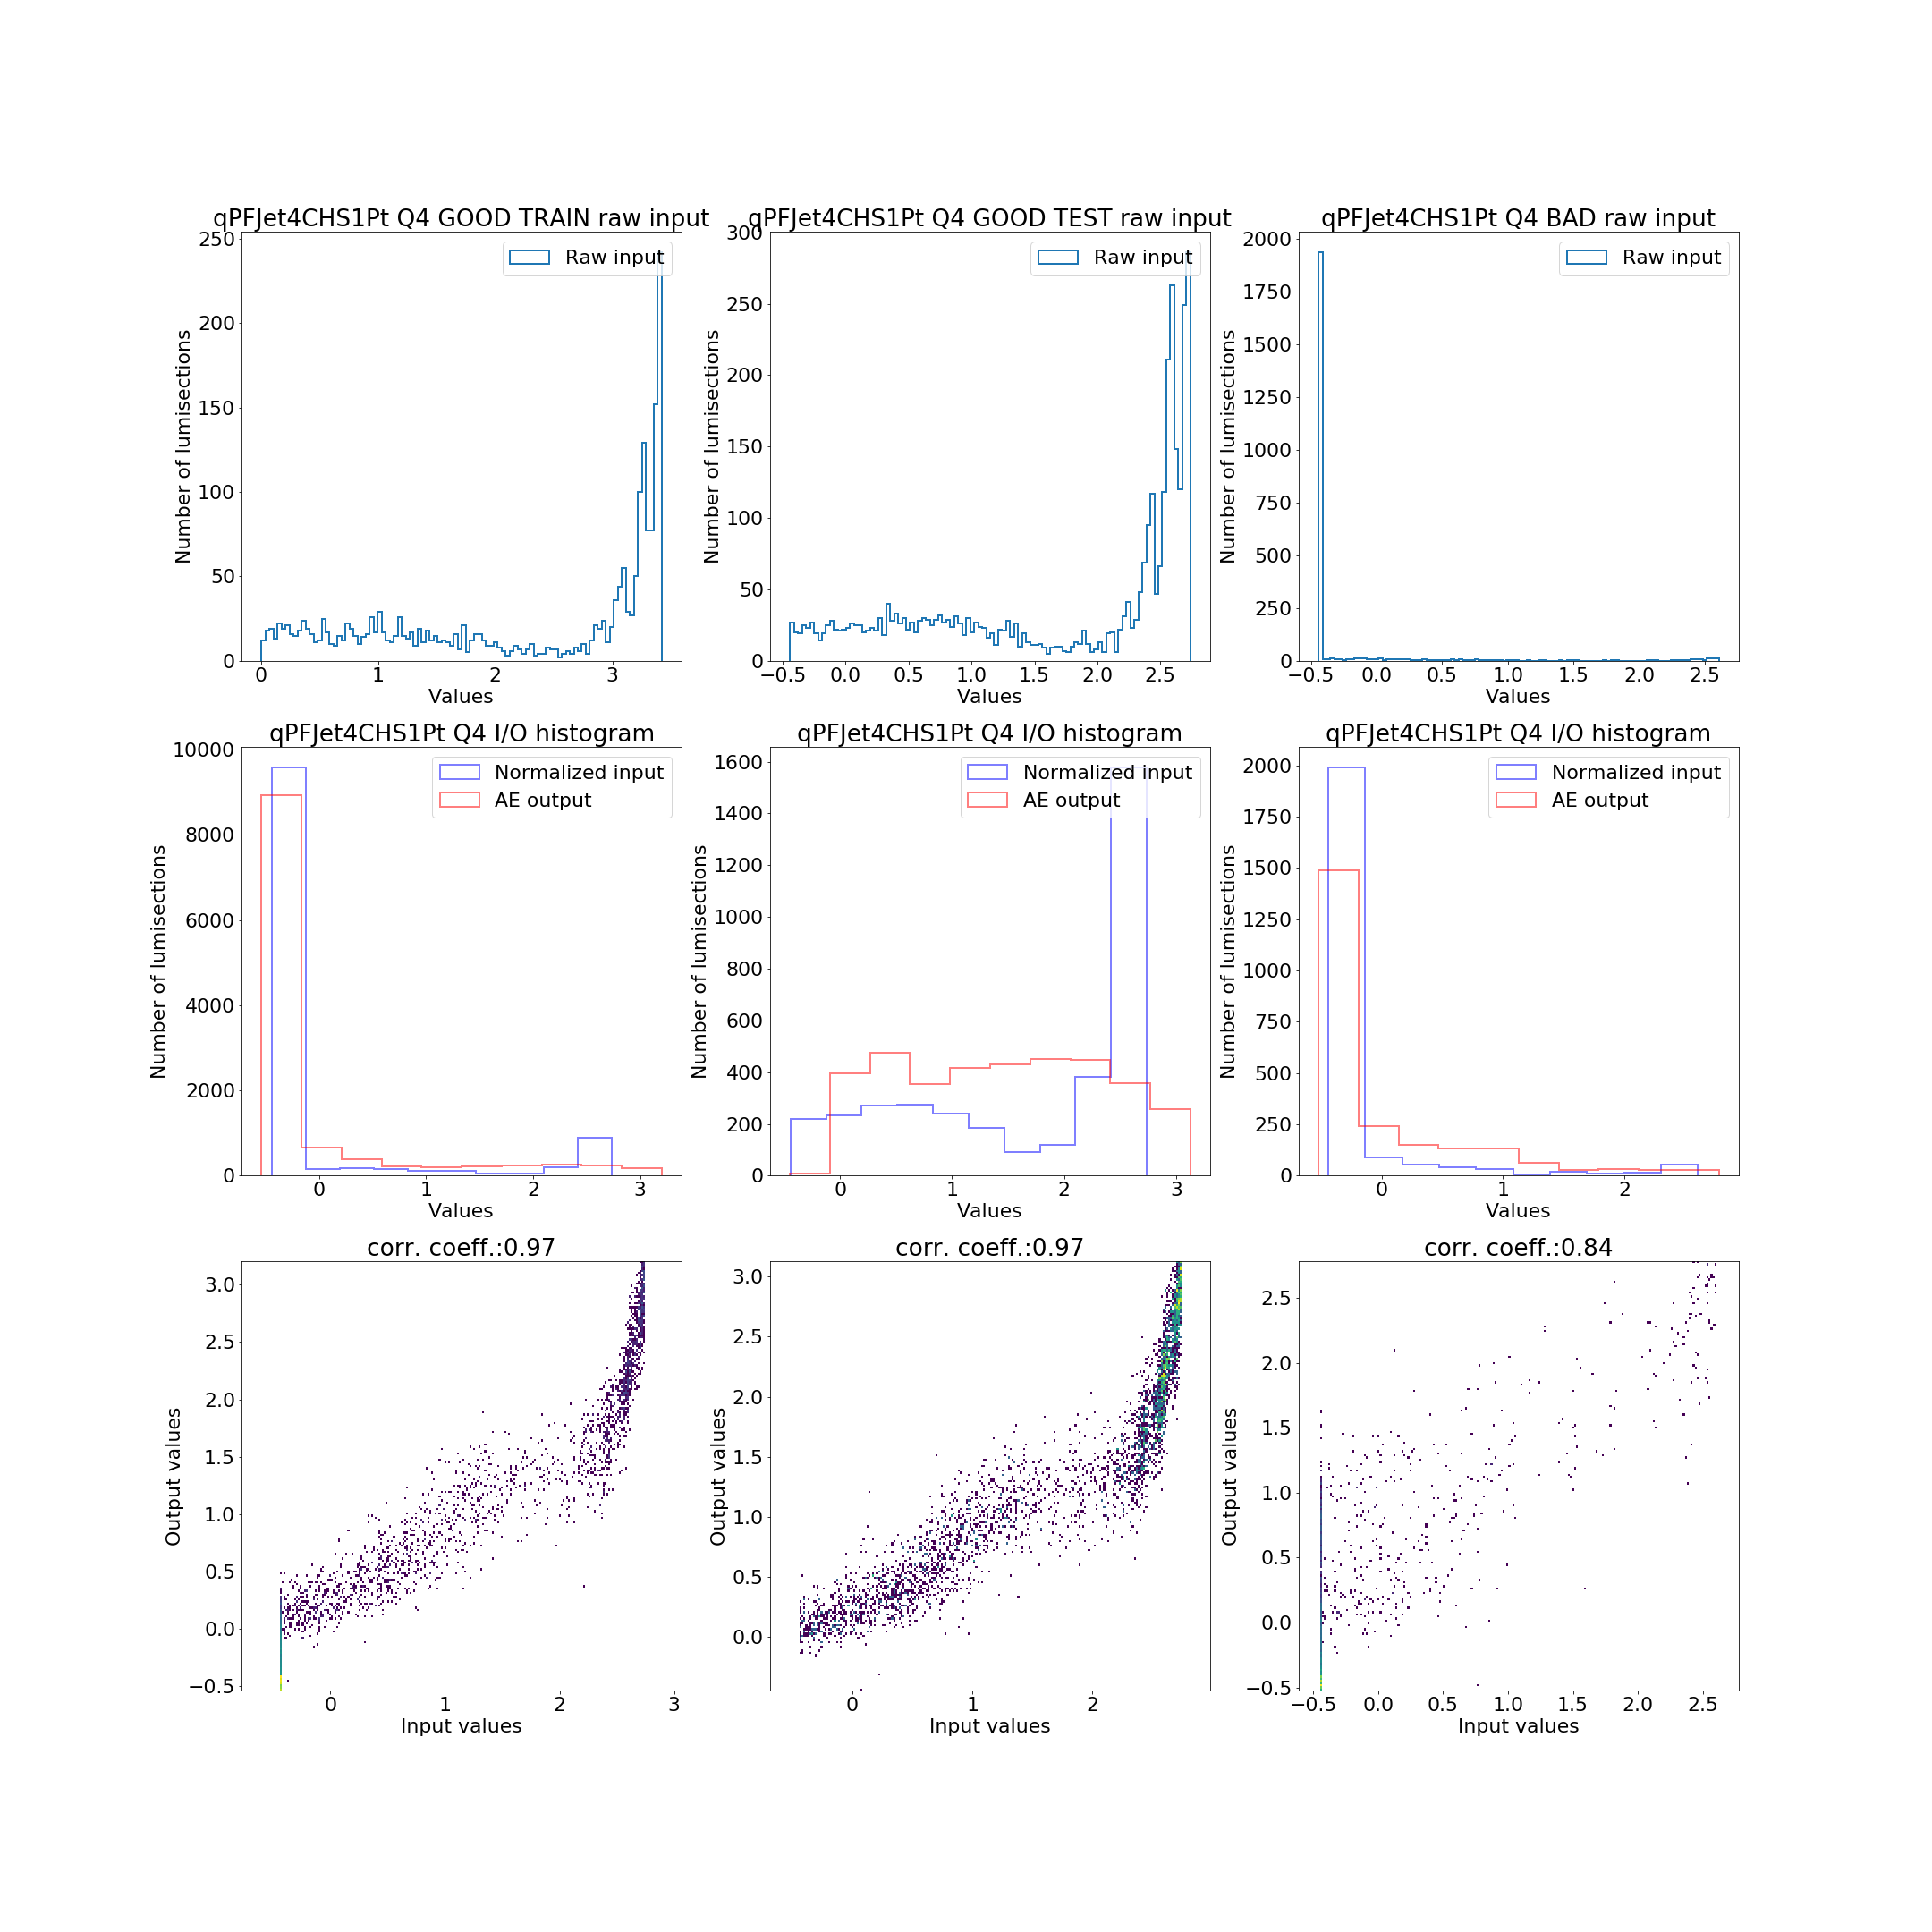 qPFJet4CHS1Pt Q4 GOOD TRAIN raw input
qPFJet4CHS1Pt Q4 GOOD TEST raw input
qPFJet4CHS1Pt Q4 BAD raw input
250
200
150
100
50
0
Number of lumisections
Raw input
0 1 2 3
Values
300
250
200
150
100
50
0
Number of lumisections
Raw input
−0.5 0.0 0.5 1.0 1.5 2.0 2.5
Values
2000
1750
1500
1250
1000
750
500
250
0
Number of lumisections
Raw input
−0.5 0.0 0.5 1.0 1.5 2.0 2.5
Values
qPFJet4CHS1Pt Q4 I/O histogram
10000
8000
6000
4000
2000
0
Number of lumisections
Normalized input
AE output
0 1 2 3
Values
qPFJet4CHS1Pt Q4 I/O histogram
1600
1400
1200
1000
800
600
400
200
0
Number of lumisections
Normalized input
AE output
0 1 2 3
Values
qPFJet4CHS1Pt Q4 I/O histogram
2000
1750
1500
1250
1000
750
500
250
0
Number of lumisections
Normalized input
AE output
0 1 2
Values
corr. coeff.:0.97
3.0
2.5
2.0
1.5
1.0
0.5
0.0
−0.5
Output values
0 1 2 3
Input values
corr. coeff.:0.97
3.0
2.5
2.0
1.5
1.0
0.5
0.0
Output values
0 1 2
Input values
corr. coeff.:0.84
2.5
2.0
1.5
1.0
0.5
0.0
−0.5
Output values
−0.5 0.0 0.5 1.0 1.5 2.0 2.5
Input values